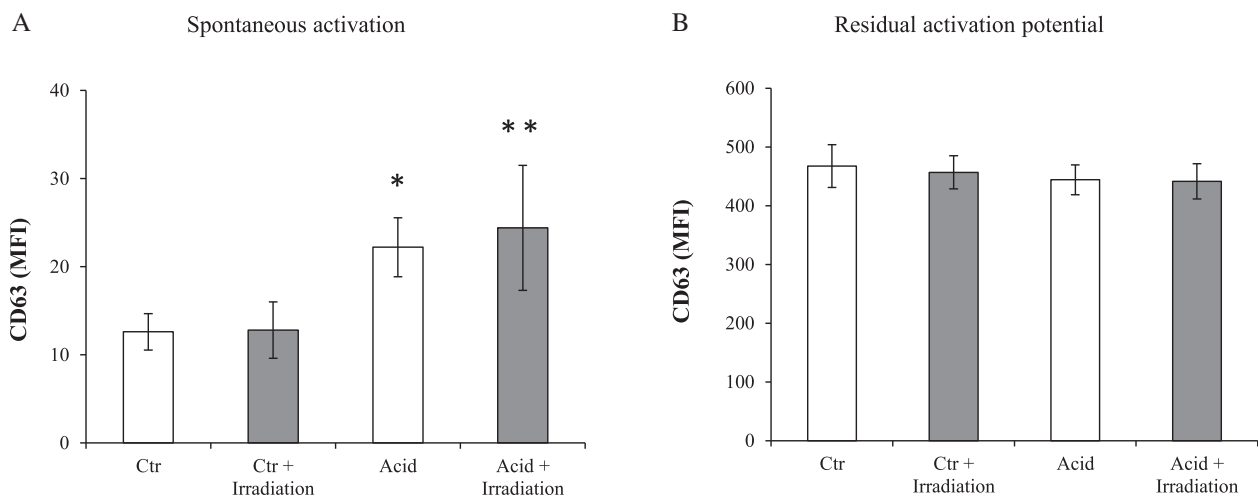 A
Spontaneous activation
40
30
20
10
0
CD63 (MFI)
*
**
Ctr
Ctr +
Irradiation
Acid
Acid +
Irradiation
B
Residual activation potential
600
500
400
300
200
100
0
CD63 (MFI)
Ctr
Ctr +
Irradiation
Acid
Acid +
Irradiation